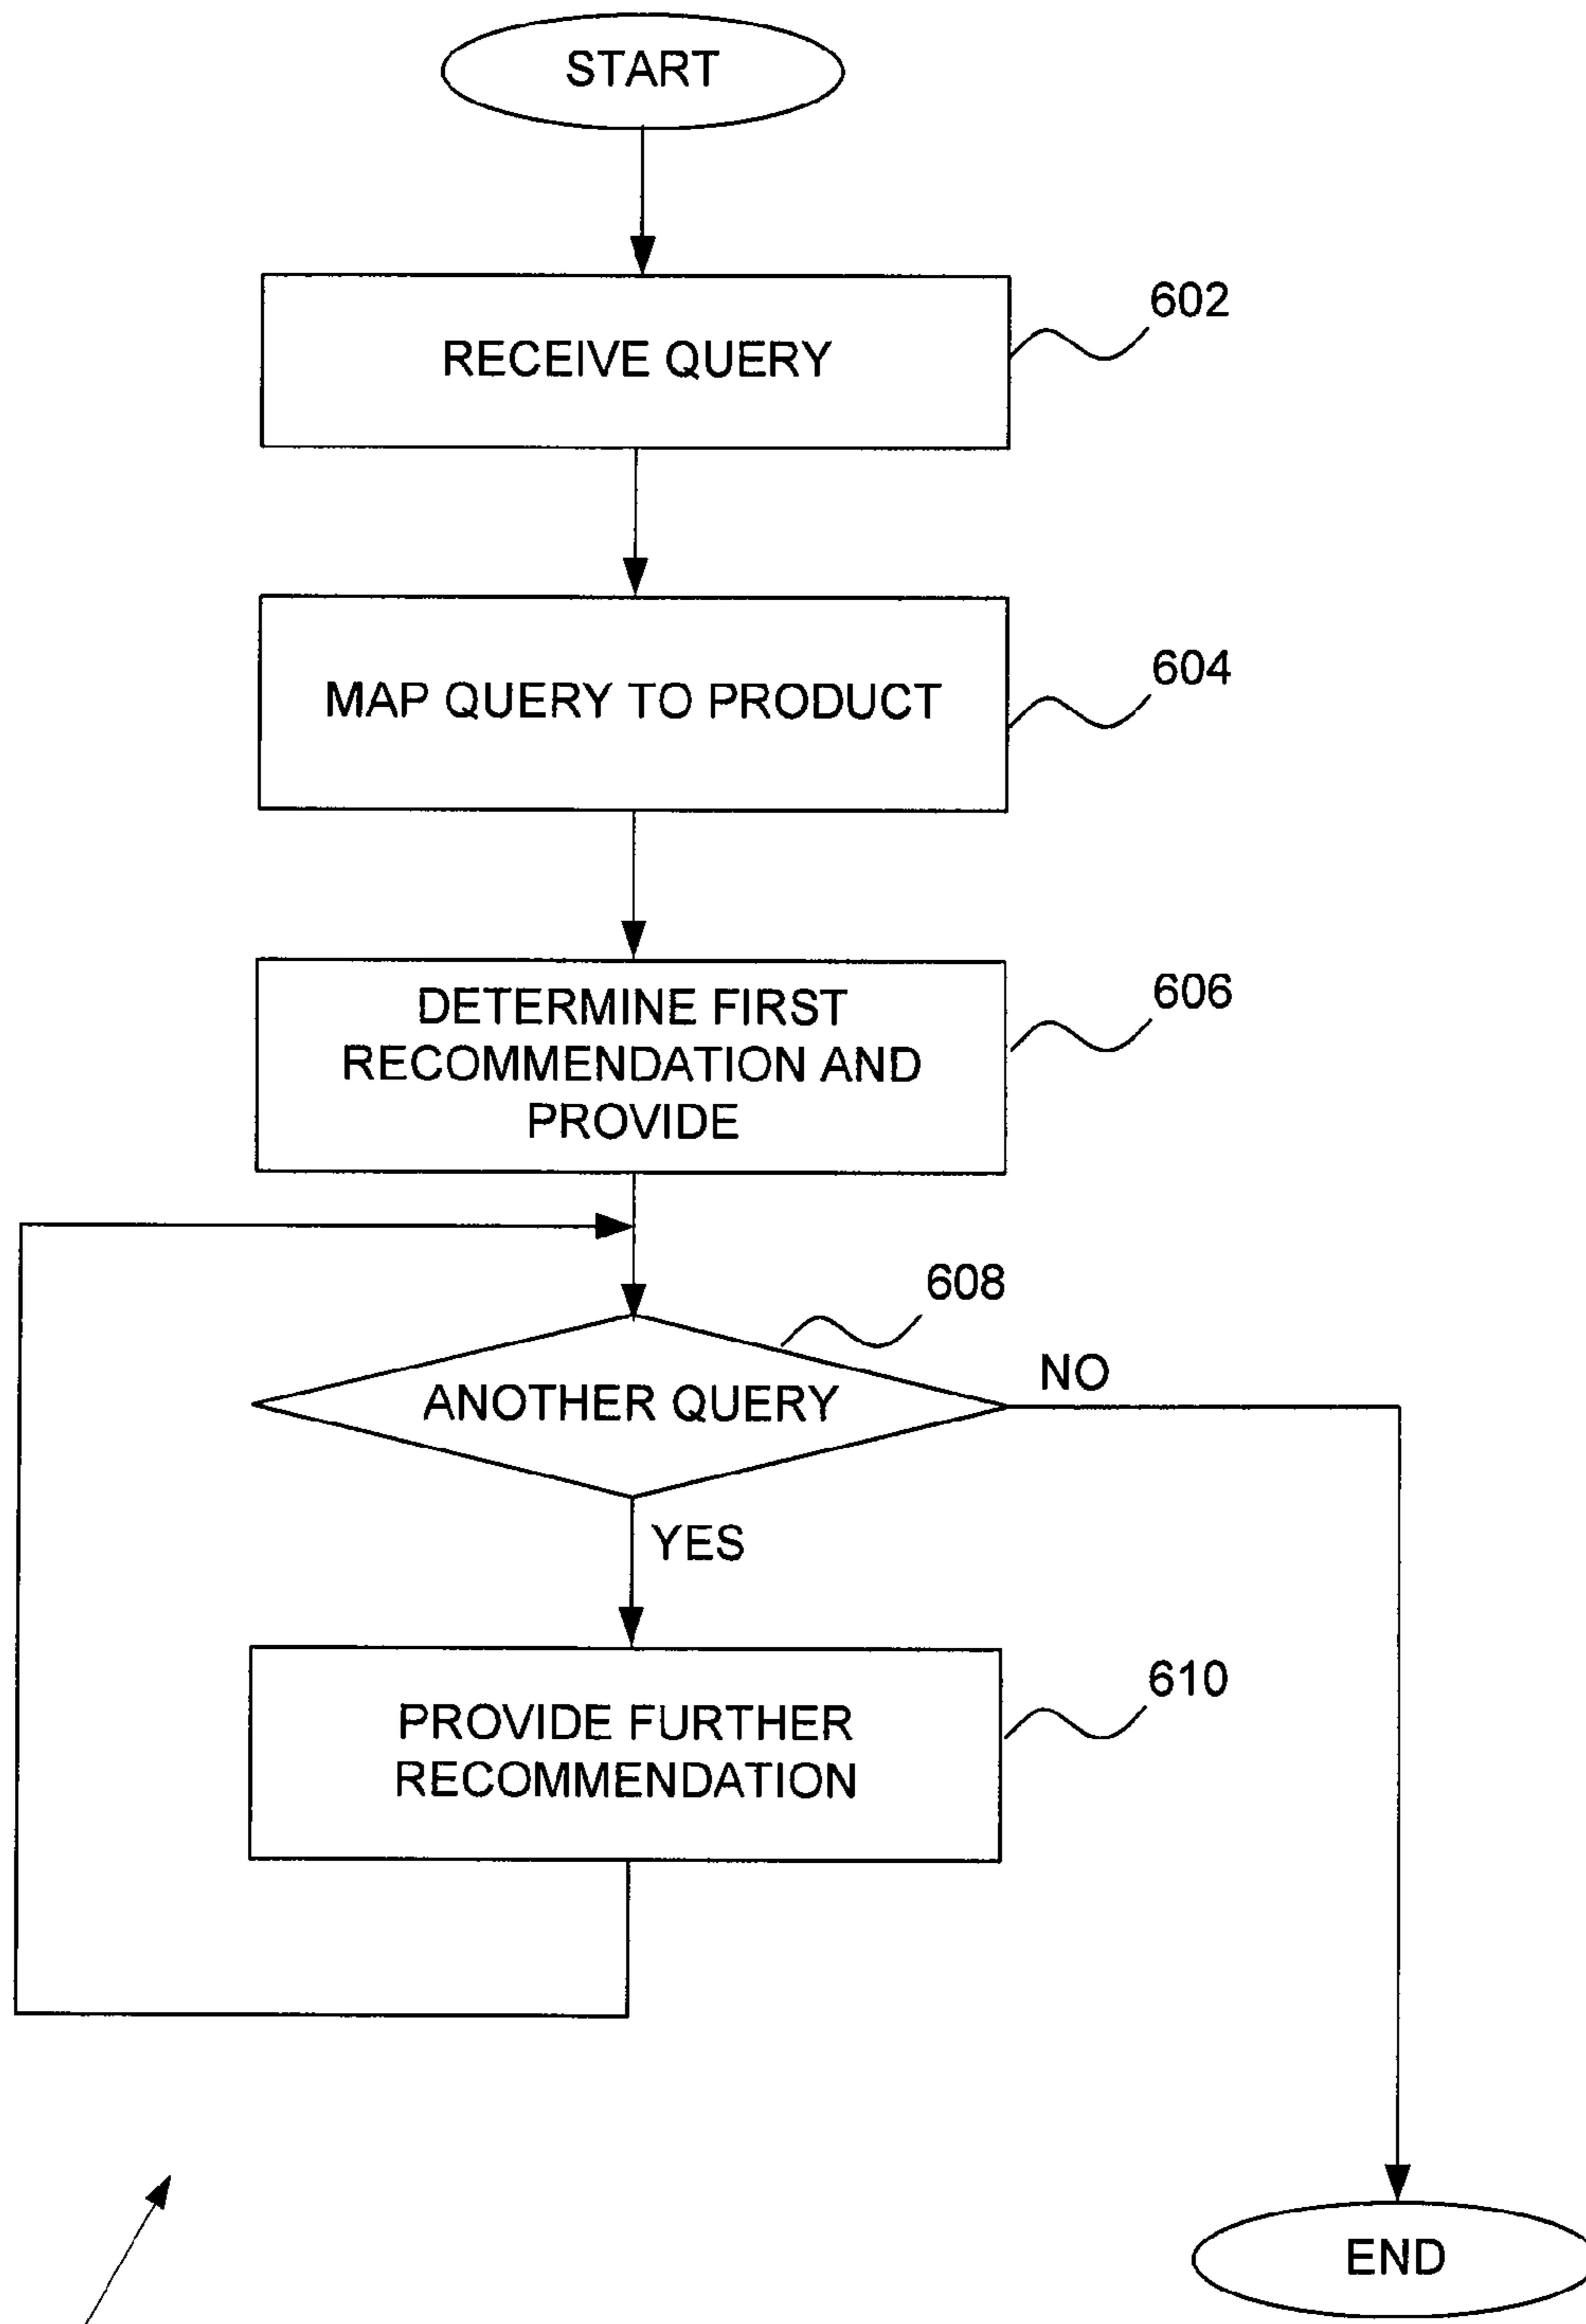 START
RECEIVE QUERY
602
MAP QUERY TO PRODUCT
604
DETERMINE FIRST
RECOMMENDATION AND
PROVIDE
606
608
ANOTHER QUERY
NO
YES
PROVIDE FURTHER
RECOMMENDATION
610
END